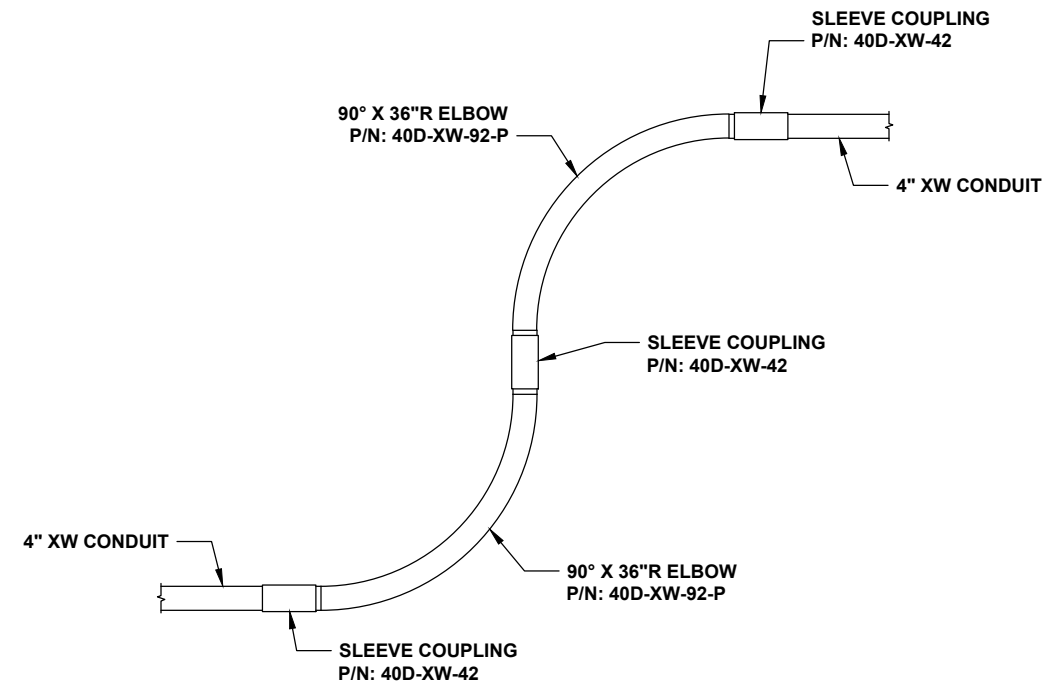 SLEEVE COUPLING
P/N: 40D-XW-42
90° X 36"R ELBOW
P/N: 40D-XW-92-P
4" XW CONDUIT
SLEEVE COUPLING
P/N: 40D-XW-42
4" XW CONDUIT
90° X 36"R ELBOW
P/N: 40D-XW-92-P
SLEEVE COUPLING
P/N: 40D-XW-42